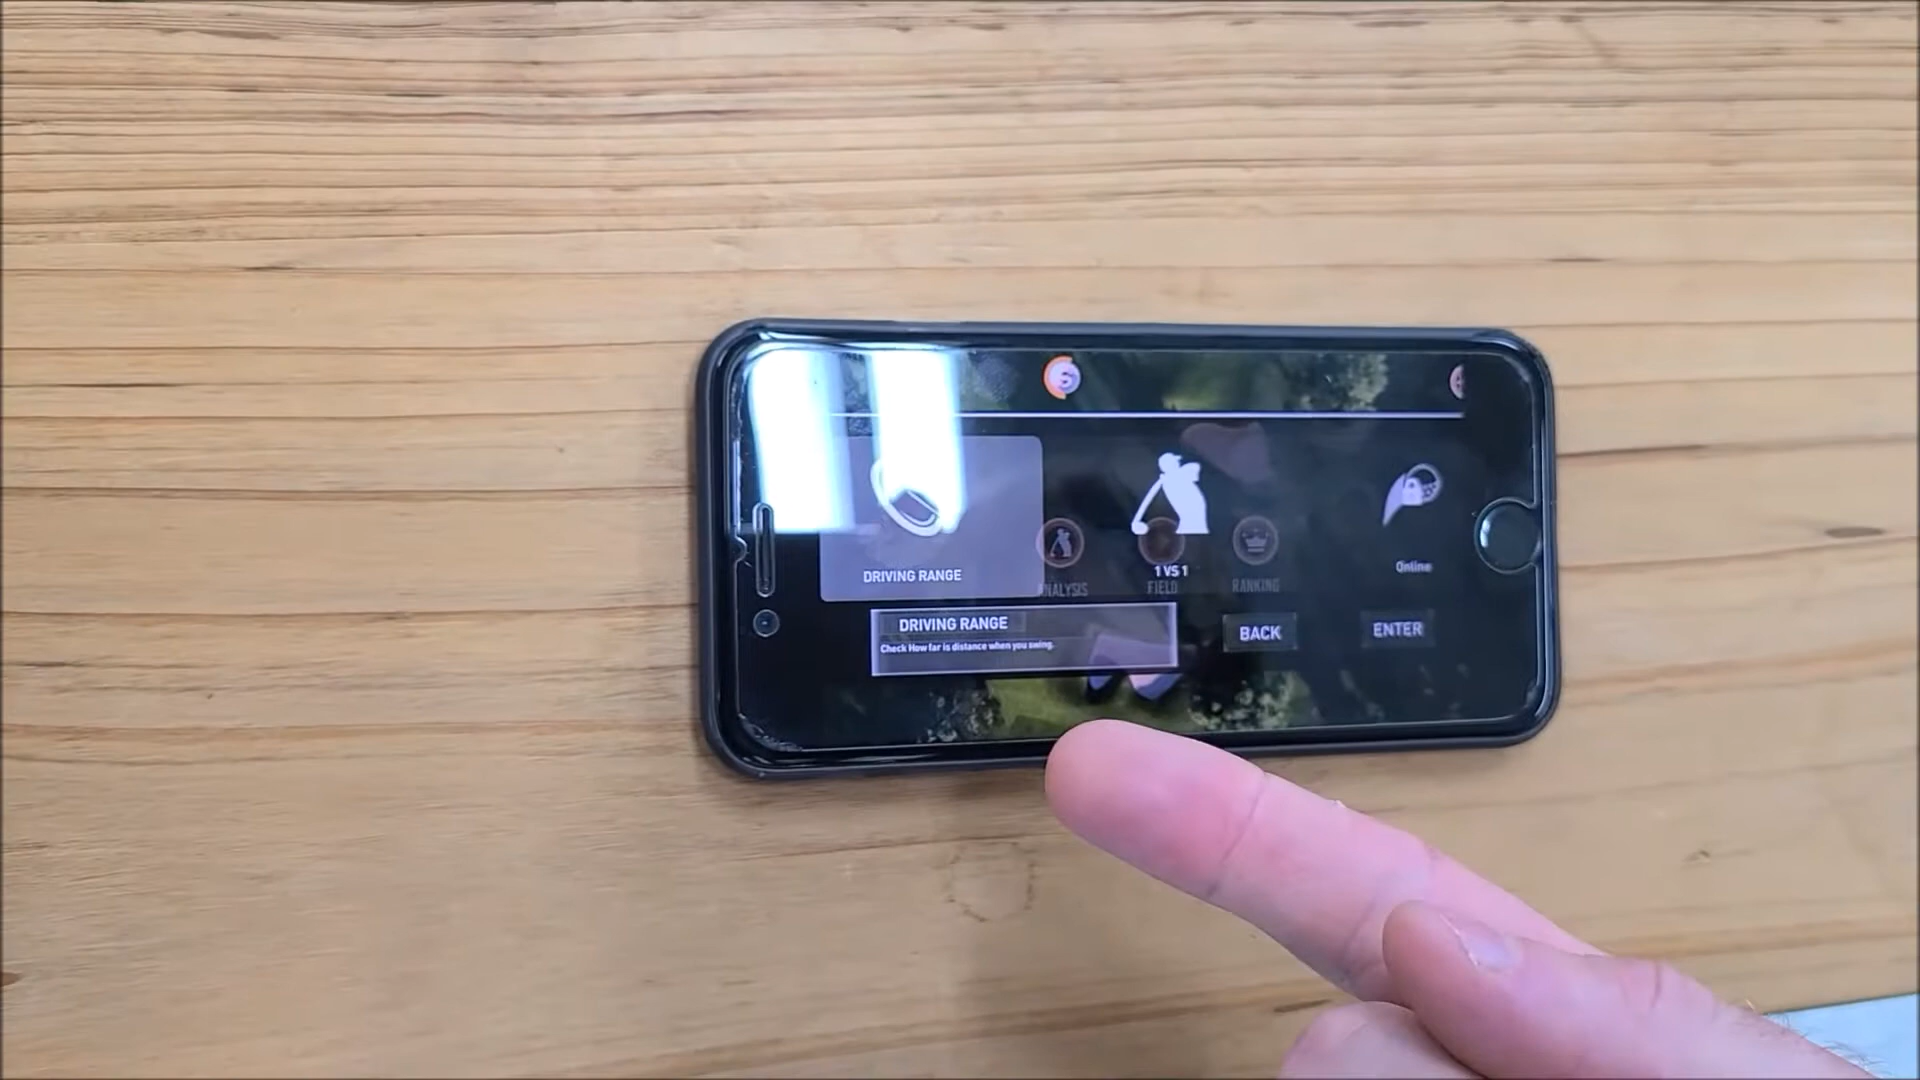 DRIVING RANGE
1 VS 1
Online
ANALYSIS
FIELD
RANKING
DRIVING RANGE
Check How far is distance when you swing.
BACK
ENTER